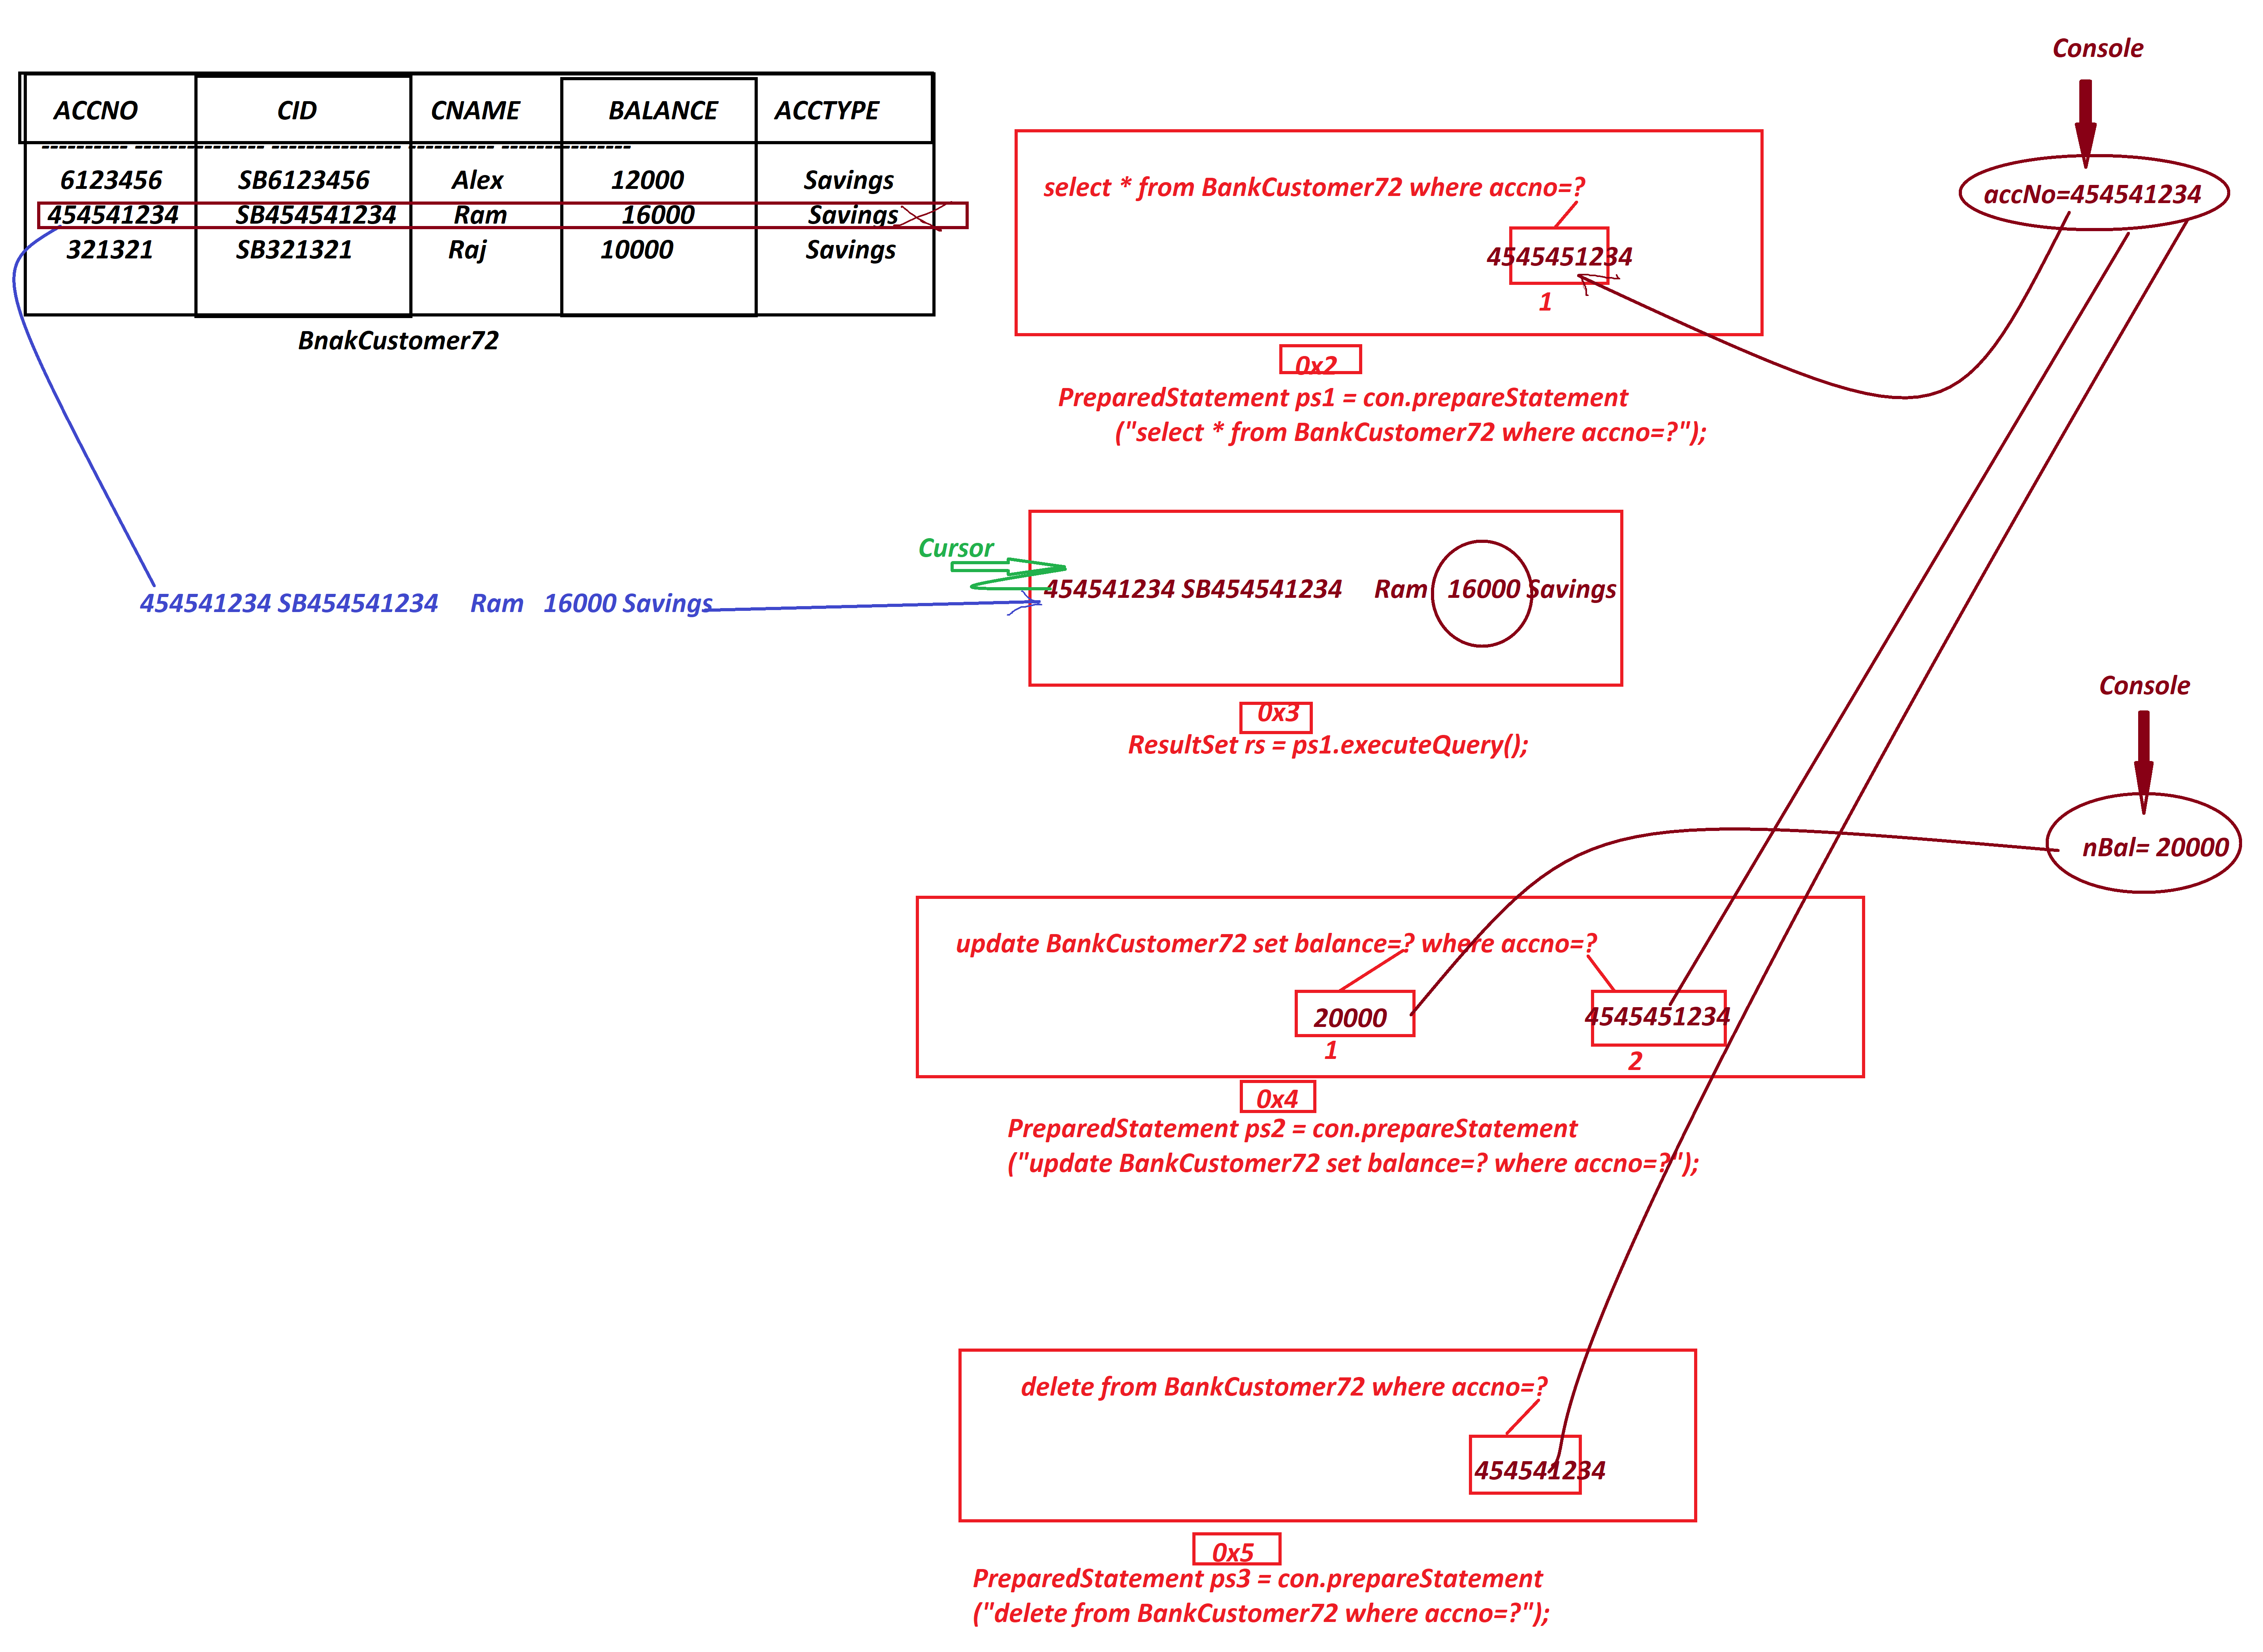 ACCNO CID CNAME BALANCE ACCTYPE
---------- --------------- --------------- ---------- ---------------
6123456 SB6123456 Alex 12000 Savings
454541234 SB454541234 Ram 16000 Savings
321321 SB321321 Raj 10000 Savings
BnakCustomer72
Console
accNo=454541234
select * from BankCustomer72 where accno=?
4545451234
1
0x2
PreparedStatement ps1 = con.prepareStatement
("select * from BankCustomer72 where accno=?");
Cursor
454541234 SB454541234 Ram 16000 Savings
454541234 SB454541234 Ram 16000 Savings
0x3
ResultSet rs = ps1.executeQuery();
Console
nBal= 20000
update BankCustomer72 set balance=? where accno=?
20000 4545451234
1 2
0x4
PreparedStatement ps2 = con.prepareStatement
("update BankCustomer72 set balance=? where accno=?");
delete from BankCustomer72 where accno=?
454541234
0x5
PreparedStatement ps3 = con.prepareStatement
("delete from BankCustomer72 where accno=?");